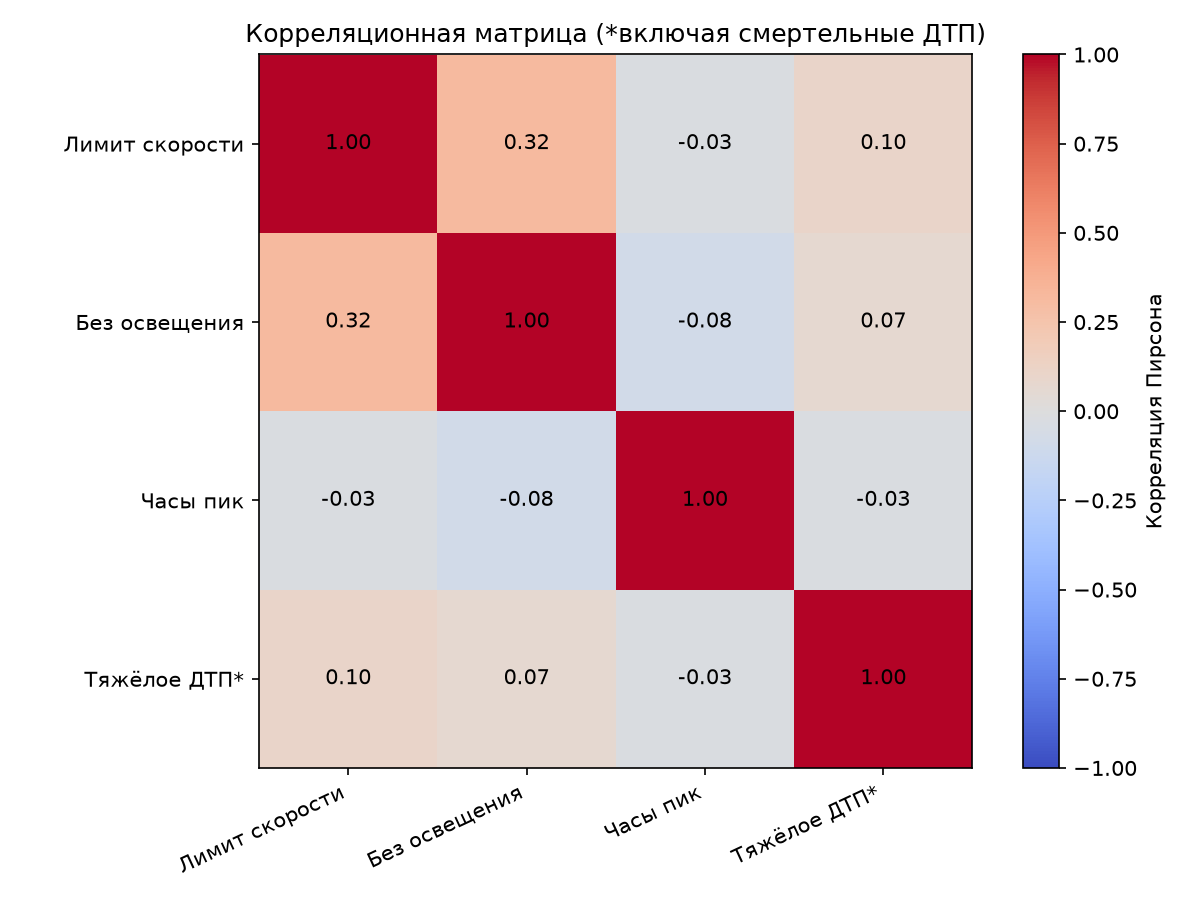 Корреляционная матрица (*включая смертельные ДТП)
Лимит скорости
1.00
0.32
-0.03
0.10
Без освещения
0.32
1.00
-0.08
0.07
Часы пик
-0.03
-0.08
1.00
-0.03
Тяжёлое ДТП*
0.10
0.07
-0.03
1.00
Лимит скорости
Без освещения
Часы пик
Тяжёлое ДТП*
1.00
0.75
0.50
0.25
0.00
−0.25
−0.50
−0.75
−1.00
Корреляция Пирсона